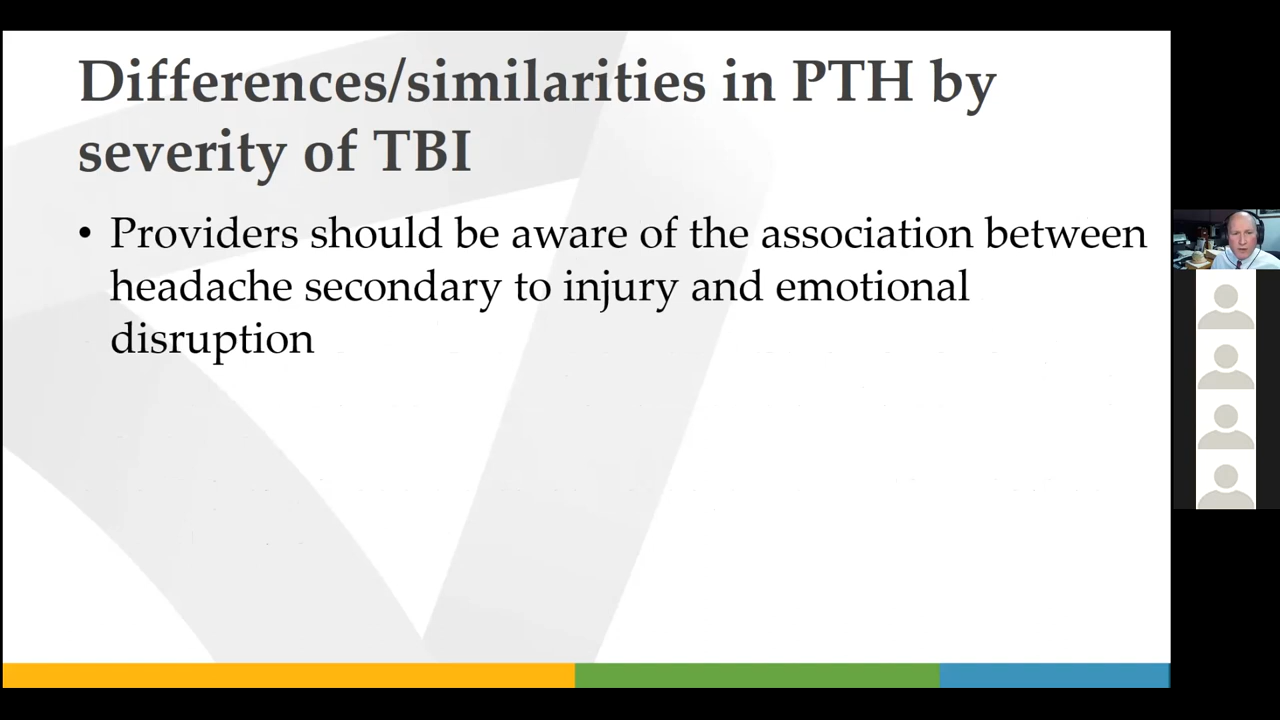 Differences/similarities in PTH by
severity of TBI
• Providers should be aware of the association between
headache secondary to injury and emotional
disruption